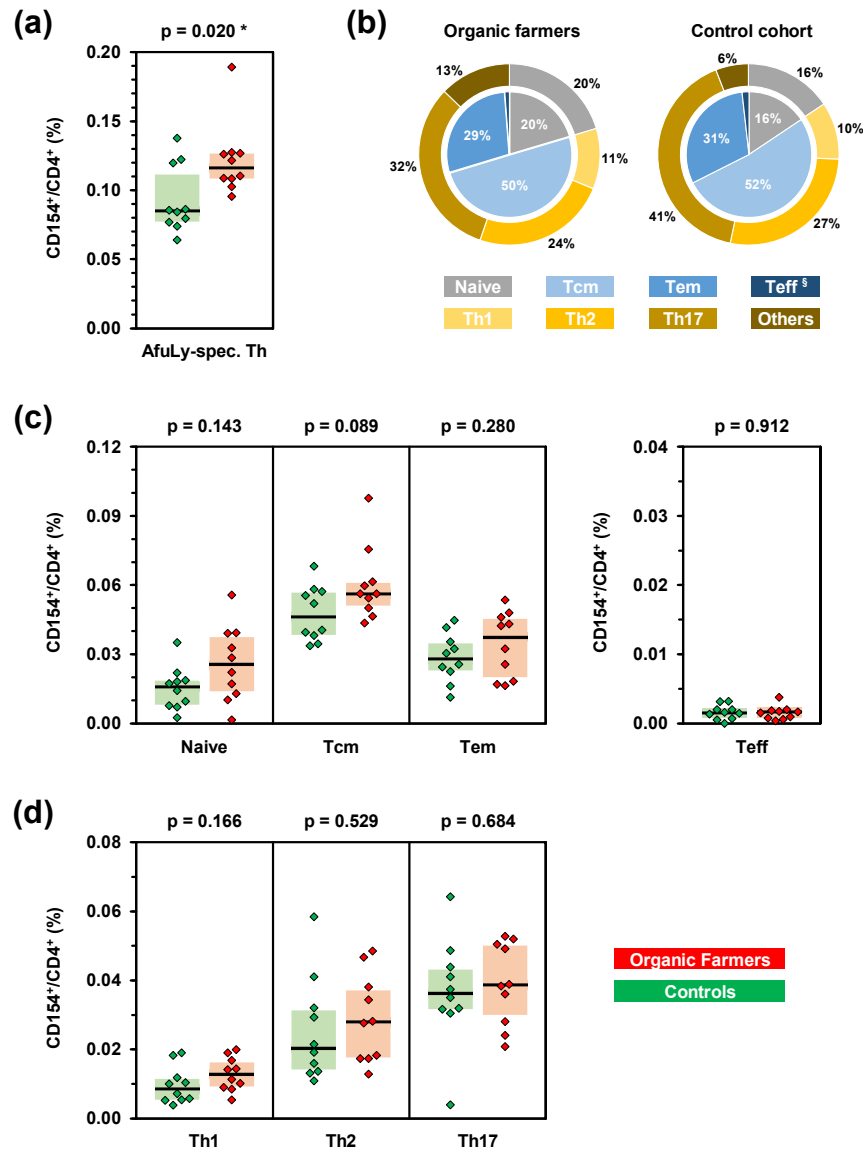 (a)
p = 0.020 *
CD154⁺/CD4⁺ (%)
0.20
0.15
0.10
0.05
0.00
AfuLy-spec. Th
(b)
Organic farmers
13%
20%
29%
20%
32%
11%
50%
24%
Control cohort
6%
16%
31%
16%
10%
52%
41%
27%
Naive
Tcm
Tem
Teff §
Th1
Th2
Th17
Others
(c)
p = 0.143
p = 0.089
p = 0.280
CD154⁺/CD4⁺ (%)
0.12
0.09
0.06
0.03
0.00
Naive
Tcm
Tem
p = 0.912
CD154⁺/CD4⁺ (%)
0.04
0.03
0.02
0.01
0.00
Teff
(d)
p = 0.166
p = 0.529
p = 0.684
CD154⁺/CD4⁺ (%)
0.08
0.06
0.04
0.02
0.00
Th1
Th2
Th17
Organic Farmers
Controls